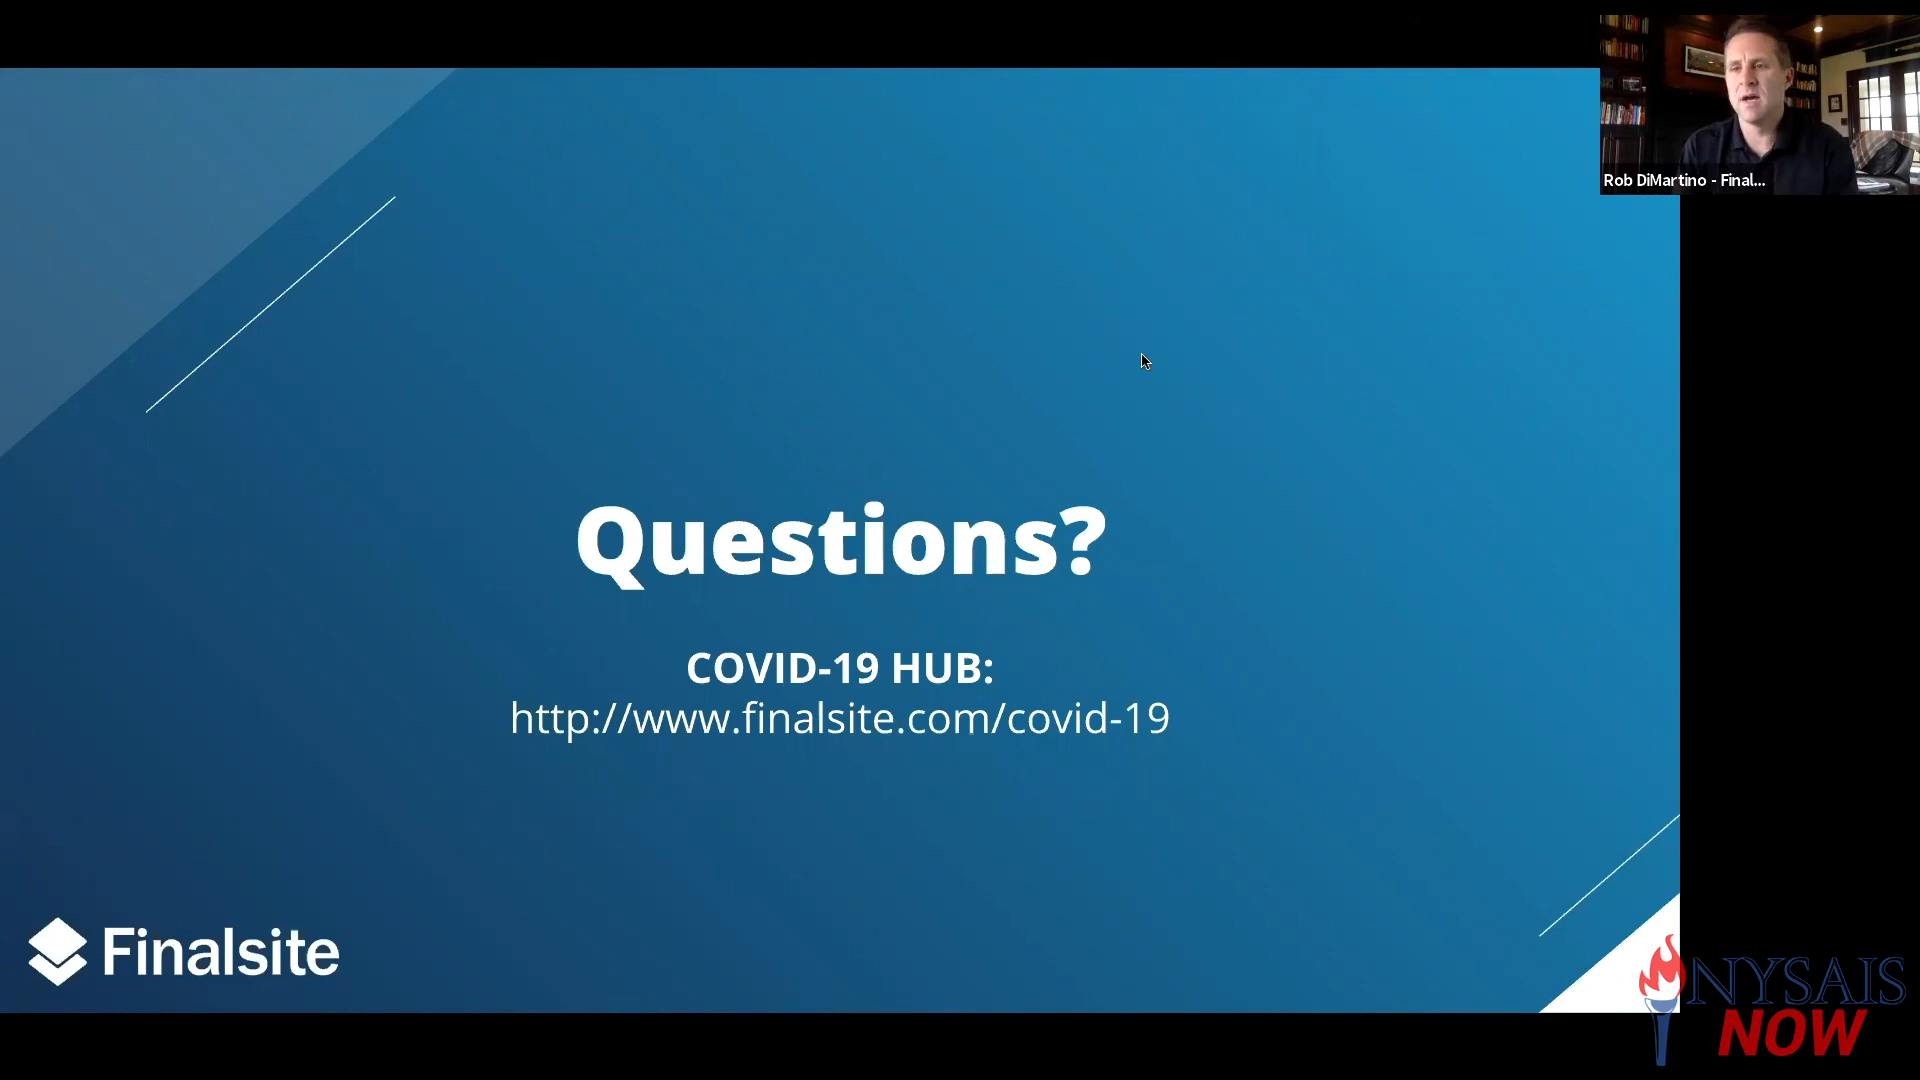 Rob DiMartino - Final...
Questions?
COVID-19 HUB:
http://www.finalsite.com/covid-19
Finalsite
NYSAIS
NOW